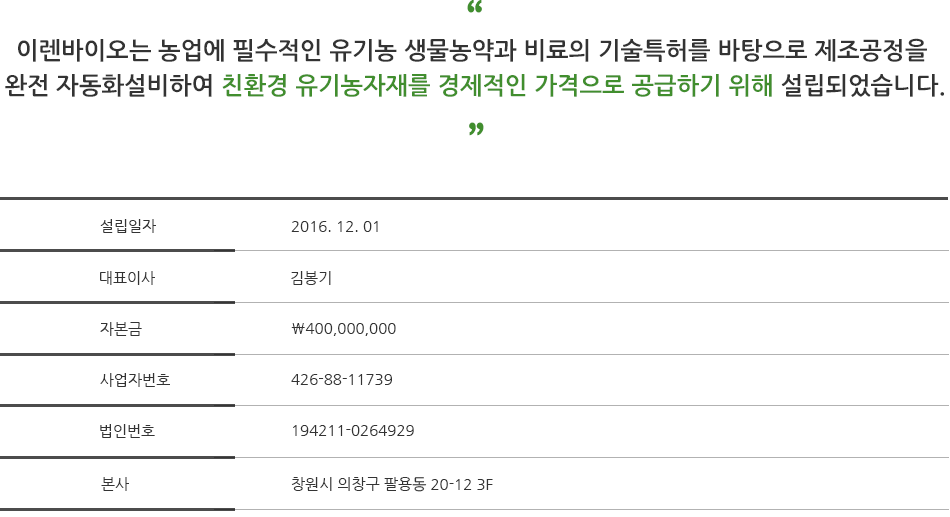 “
이렌바이오는 농업에 필수적인 유기농 생물농약과 비료의 기술특허를 바탕으로 제조공정을
완전 자동화설비하여 친환경 유기농자재를 경제적인 가격으로 공급하기 위해 설립되었습니다.
”
설립일자 2016. 12. 01
대표이사 김봉기
자본금 ₩400,000,000
사업자번호 426-88-11739
법인번호 194211-0264929
본사 창원시 의창구 팔용동 20-12 3F